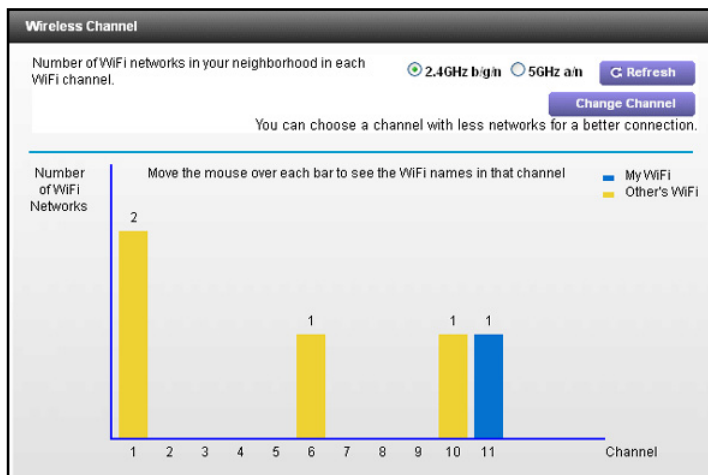 Wireless Channel
Number of WiFi networks in your neighborhood in each
WiFi channel.
2.4GHz b/g/n 5GHz a/n Refresh
Change Channel
You can choose a channel with less networks for a better connection.
Number
of WiFi
Networks
Move the mouse over each bar to see the WiFi names in that channel
My WiFi
Other's WiFi
2
1 1 1
1 2 3 4 5 6 7 8 9 10 11 Channel